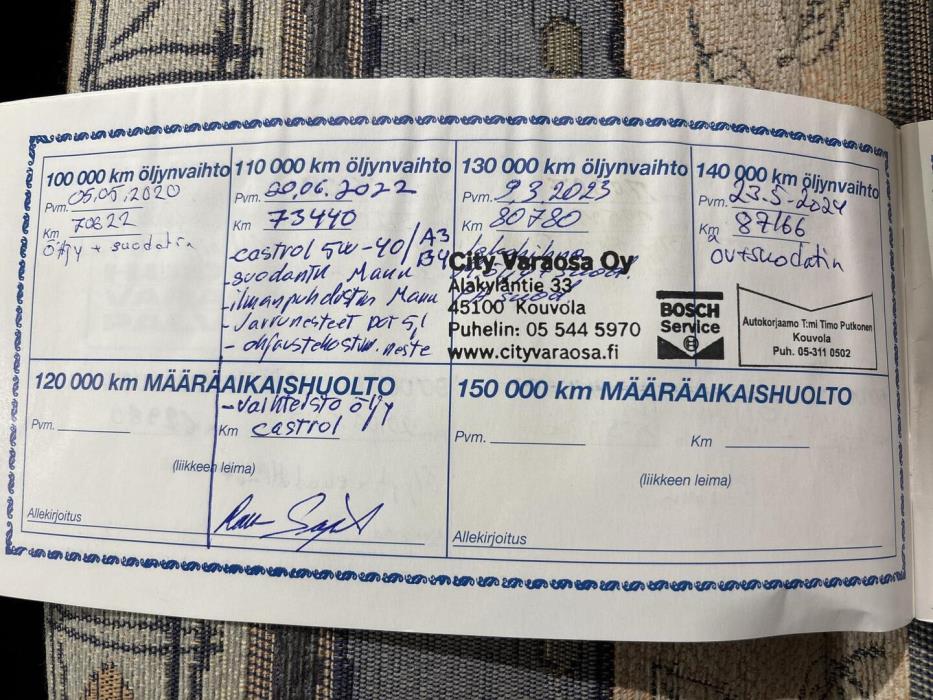 100 000 km öljynvaihto
Pvm. 05.05.2020
Km 70622
Öljy + suodatin
110 000 km öljynvaihto
Pvm. 20.06.2022
Km 73440
-castrol 5W-40/A3
B4
-suodantin Mann
-ilmanpuhdistin Mann
-Jarrunesteet DOT 5,1
- ohjaustehostin. neste
-vaihteisto öljy
Km castrol
130 000 km öljynvaihto
Pvm. 9.3.2023
Km 80780
City Varaosa Oy
Alakyläntie 33
45100 Kouvola
Puhelin: 05 544 5970
www.cityvaraosa.fi
BOSCH
Service
140 000 km öljynvaihto
Pvm. 23.5-2024
Km 87166
suodatin
Autokorjaamo T:mi Timo Putkonen
Kouvola
Puh. 05-311 0502
120 000 km MÄÄRÄAIKAISHUOLTO
Pvm.
(liikkeen leima)
Allekirjoitus
150 000 km MÄÄRÄAIKAISHUOLTO
Pvm.
Km
(liikkeen leima)
Allekirjoitus